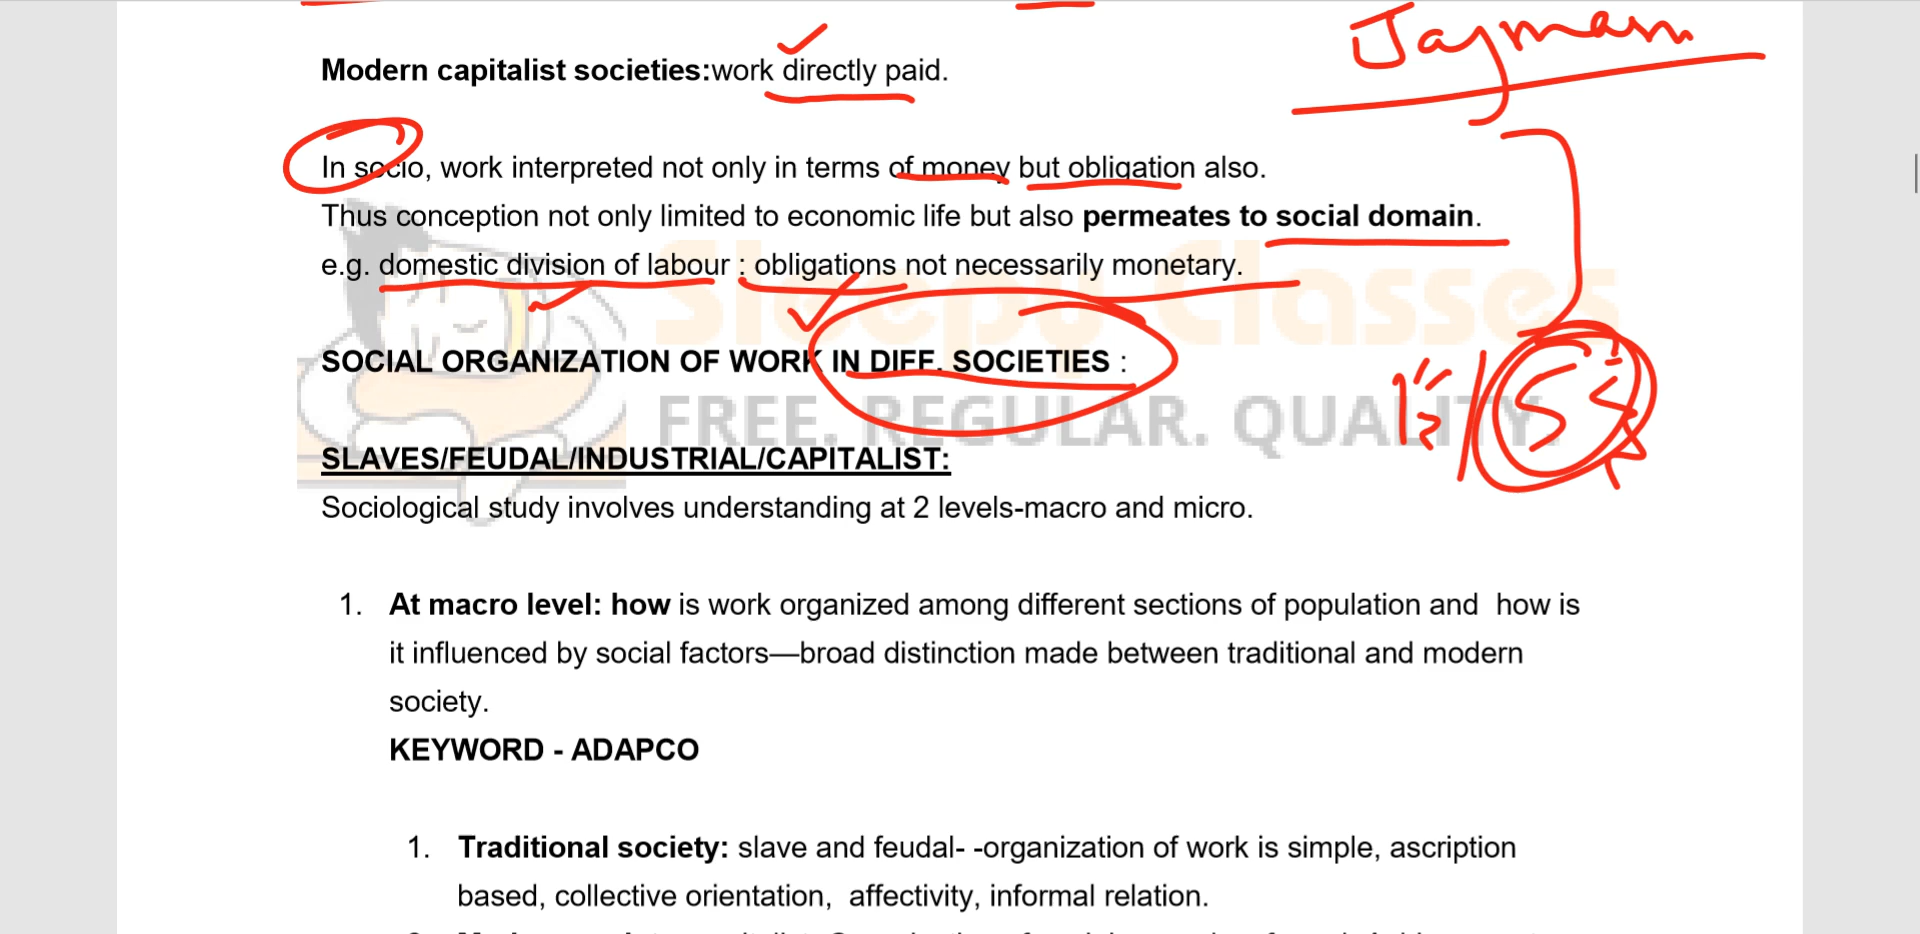 Jajmani
Modern capitalist societies:work directly paid.
In socio, work interpreted not only in terms of money but obligation also.
Thus conception not only limited to economic life but also permeates to social domain.
e.g. domestic division of labour : obligations not necessarily monetary.
Sleepy Classes
SOCIAL ORGANIZATION OF WORK IN DIFF. SOCIETIES :
FREE. REGULAR. QUALITY.
SLAVES/FEUDAL/INDUSTRIAL/CAPITALIST:
Sociological study involves understanding at 2 levels-macro and micro.
1. At macro level: how is work organized among different sections of population and how is
it influenced by social factors—broad distinction made between traditional and modern
society.
KEYWORD - ADAPCO
1. Traditional society: slave and feudal- -organization of work is simple, ascription
based, collective orientation, affectivity, informal relation.